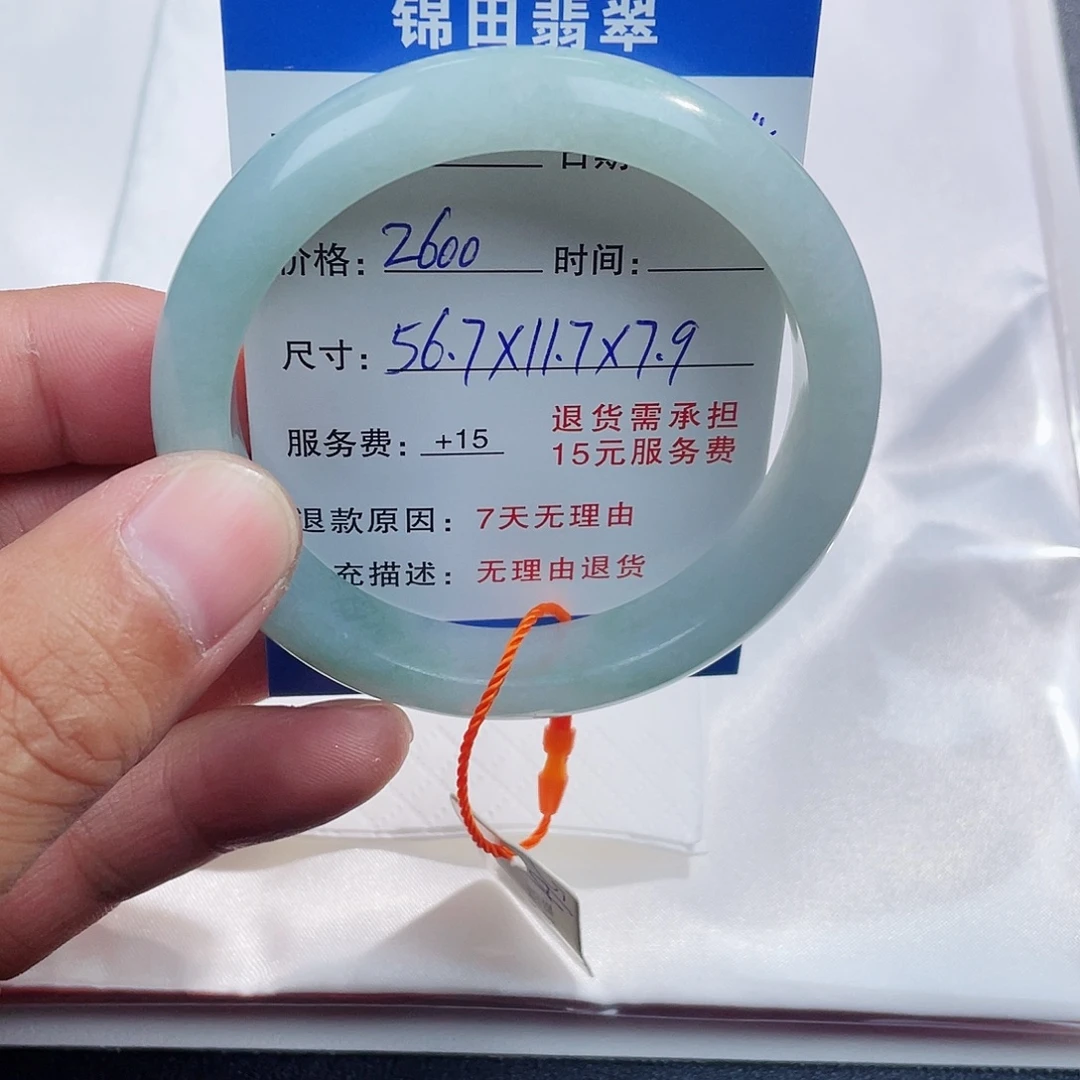 锦田翡翠
日期
价格: 2600 时间:
尺寸: 56.7X11.7X7.9
服务费: +15 退货需承担
15元服务费
退款原因: 7天无理由
充描述: 无理由退货